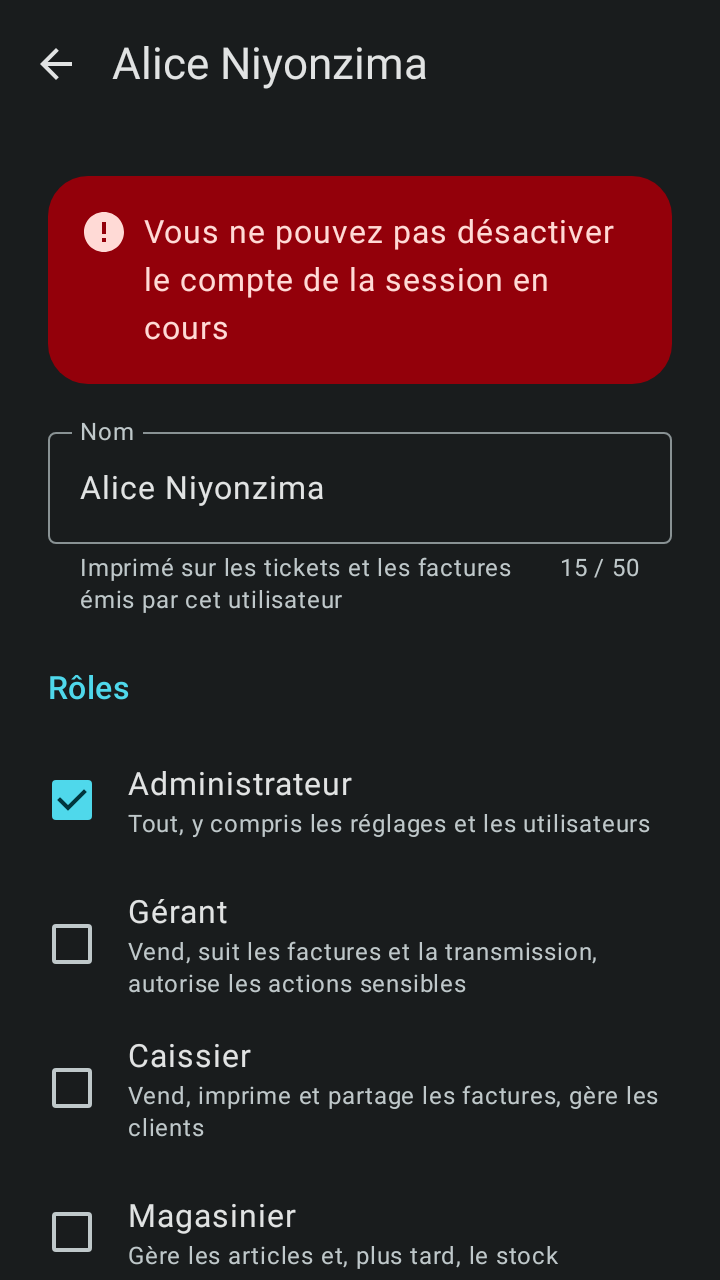 Alice Niyonzima
Vous ne pouvez pas désactiver
le compte de la session en
cours
Nom
Alice Niyonzima
Imprimé sur les tickets et les factures 15 / 50
émis par cet utilisateur
Rôles
Administrateur
Tout, y compris les réglages et les utilisateurs
Gérant
Vend, suit les factures et la transmission,
autorise les actions sensibles
Caissier
Vend, imprime et partage les factures, gère les
clients
Magasinier
Gère les articles et, plus tard, le stock